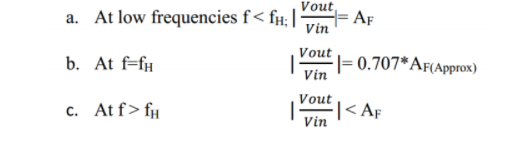 a. At low frequencies f < fH; | Vout/Vin |= AF
b. At f=fH | Vout/Vin |= 0.707*AF(Approx)
c. At f > fH | Vout/Vin |< AF